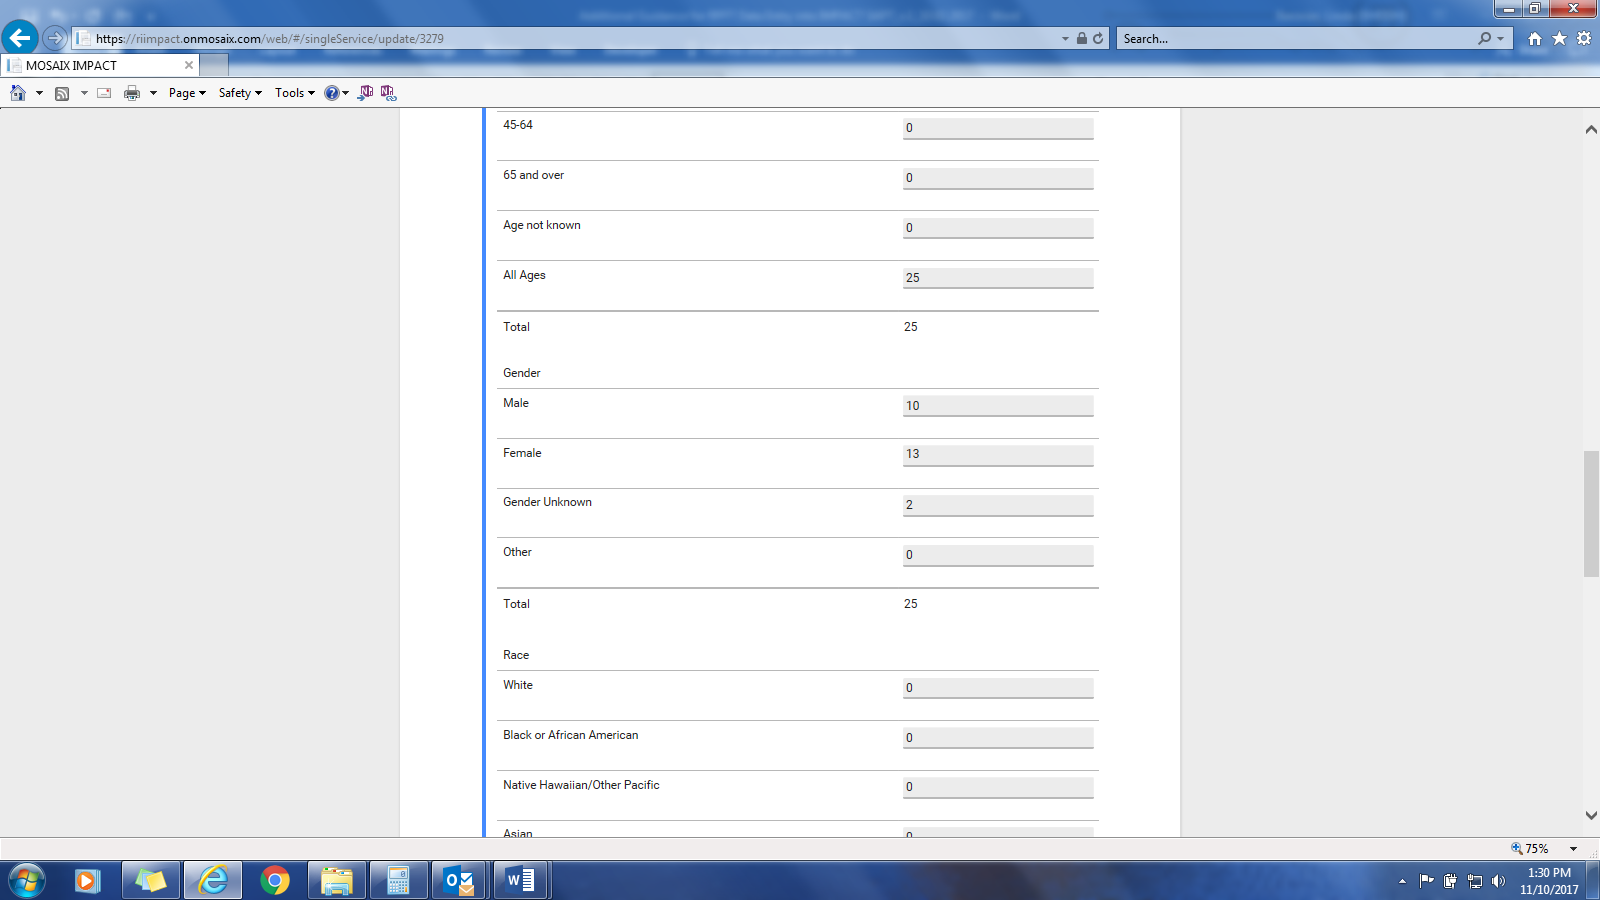 https://riimpact.onmosaix.com/web/#/singleService/update/3279
Search...
MOSAIX IMPACT
Page Safety Tools
45-64 0
65 and over 0
Age not known 0
All Ages 25
Total 25
Gender
Male 10
Female 13
Gender Unknown 2
Other 0
Total 25
Race
White 0
Black or African American 0
Native Hawaiian/Other Pacific 0
Asian 0
75%
1:30 PM
11/10/2017